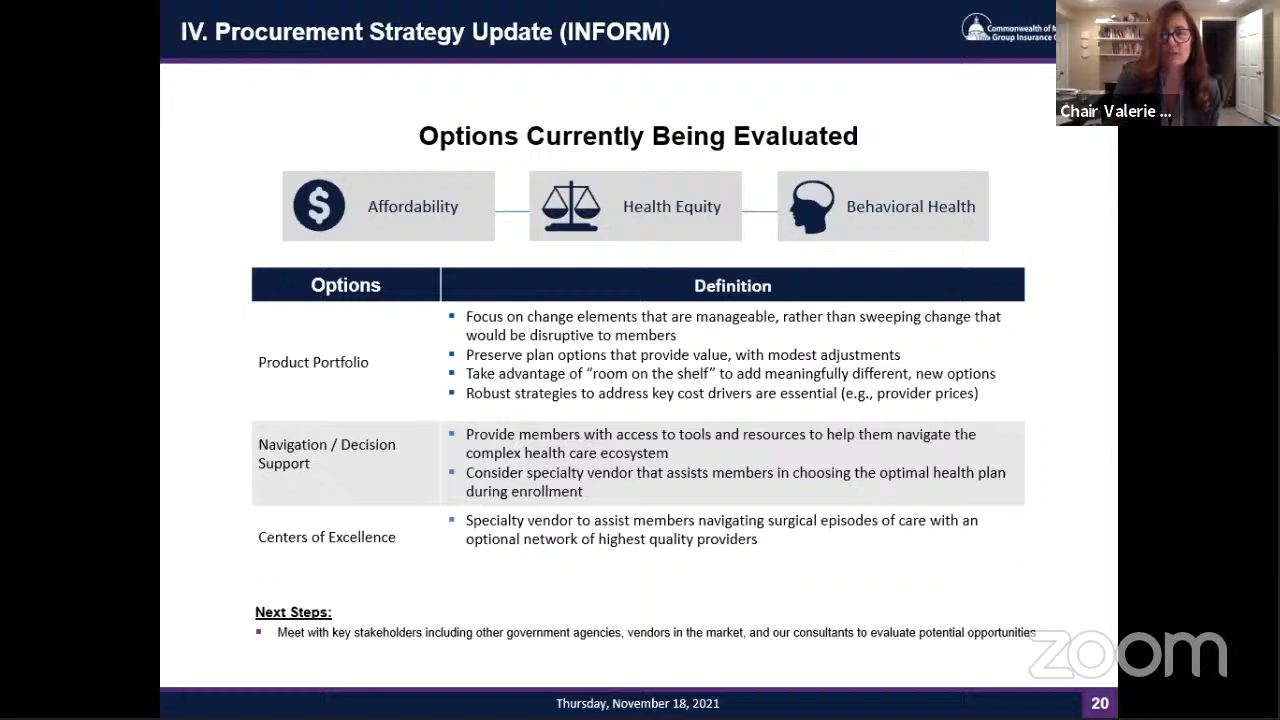 IV. Procurement Strategy Update (INFORM)
Commonwealth of M
Group Insurance C
Chair Valerie ...
Options Currently Being Evaluated
Affordability
Health Equity
Behavioral Health
Options
Definition
Product Portfolio
▪ Focus on change elements that are manageable, rather than sweeping change that
would be disruptive to members
▪ Preserve plan options that provide value, with modest adjustments
▪ Take advantage of “room on the shelf” to add meaningfully different, new options
▪ Robust strategies to address key cost drivers are essential (e.g., provider prices)
Navigation / Decision
Support
▪ Provide members with access to tools and resources to help them navigate the
complex health care ecosystem
▪ Consider specialty vendor that assists members in choosing the optimal health plan
during enrollment
Centers of Excellence
▪ Specialty vendor to assist members navigating surgical episodes of care with an
optional network of highest quality providers
Next Steps:
▪ Meet with key stakeholders including other government agencies, vendors in the market, and our consultants to evaluate potential opportunities
zoom
Thursday, November 18, 2021
20